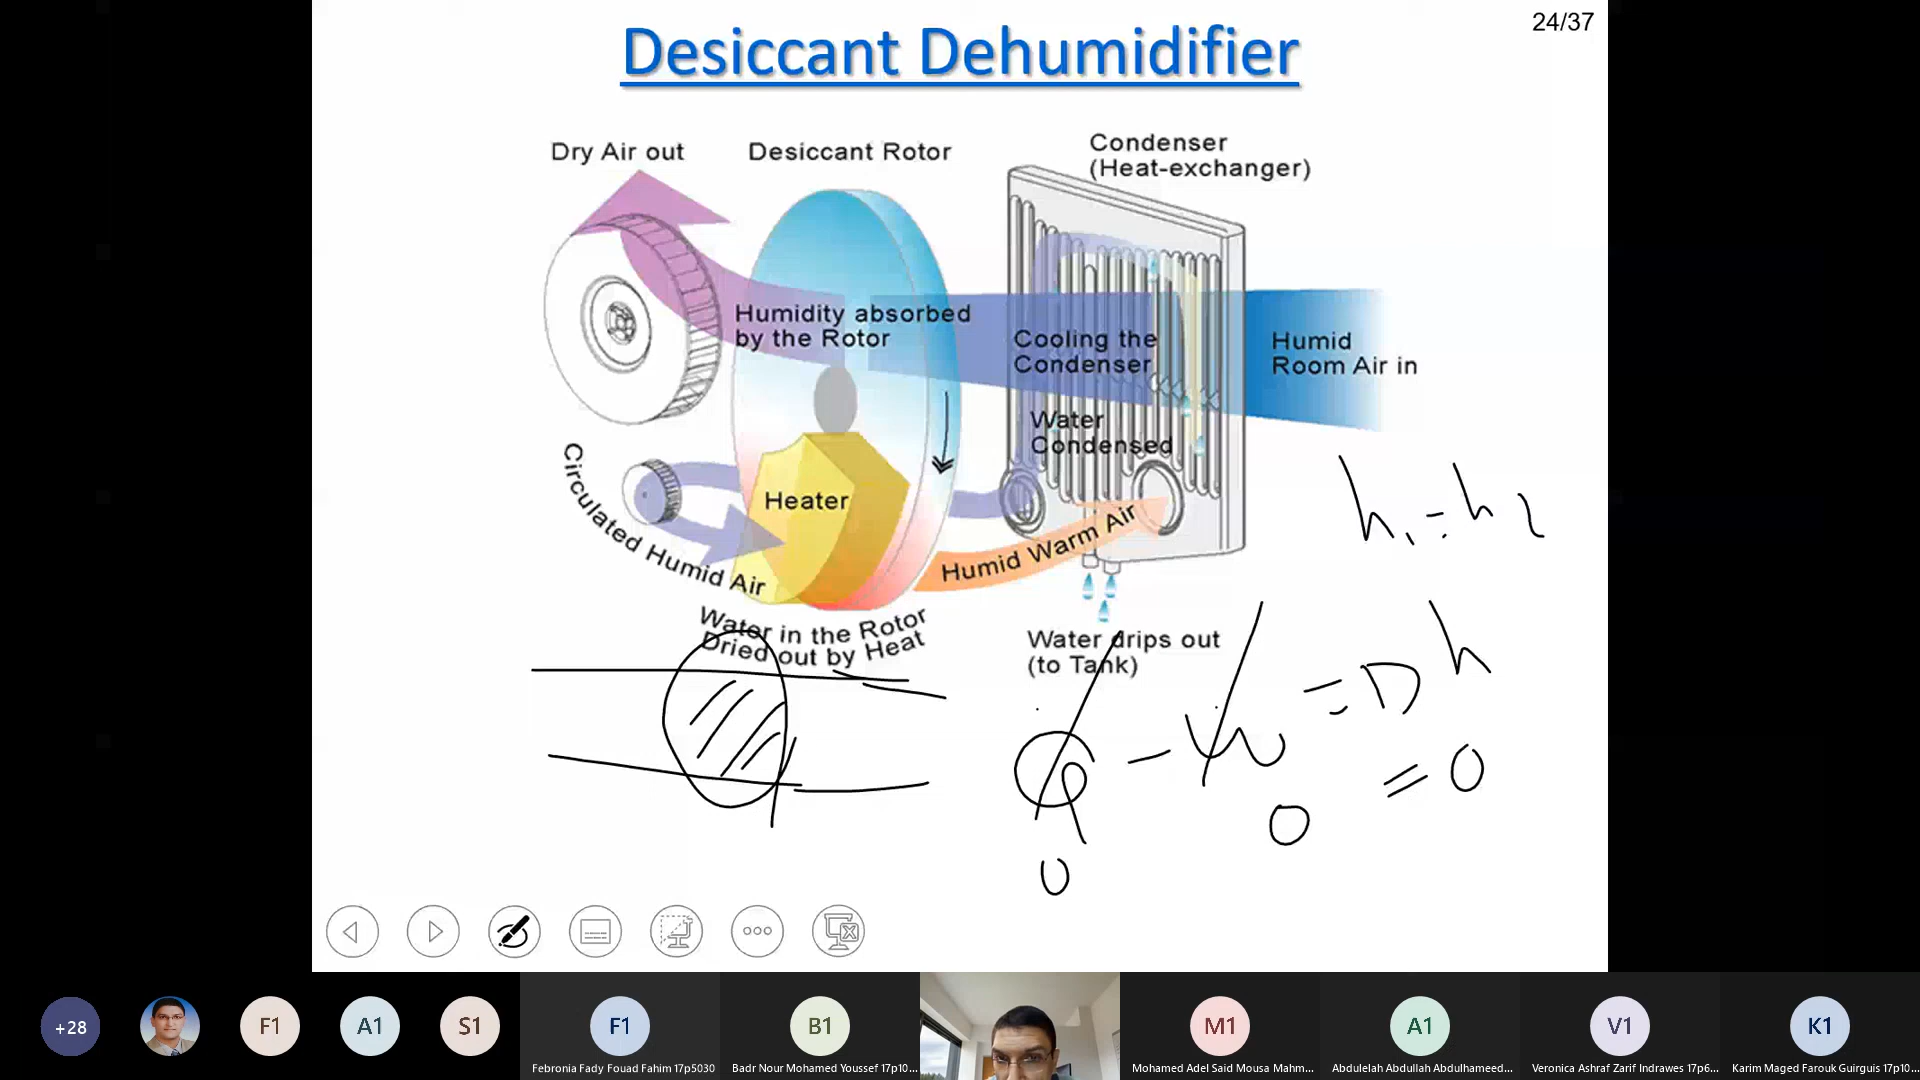 24/37
Desiccant Dehumidifier
Dry Air out
Desiccant Rotor
Condenser
(Heat-exchanger)
Humidity absorbed
by the Rotor
Cooling the
Condenser
Humid
Room Air in
Water
Condensed
Heater
Circulated Humid Air
Humid Warm Air
Water in the Rotor
Dried out by Heat
Water drips out
(to Tank)
h₁ = h₂
Q - W = Dh
0 0 = 0
+28
F1
A1
S1
F1
B1
M1
A1
V1
K1
Febronia Fady Fouad Fahim 17p5030
Badr Nour Mohamed Youssef 17p10...
Mohamed Adel Said Mousa Mahm...
Abdulelah Abdullah Abdulhameed...
Veronica Ashraf Zarif Indrawes 17p6...
Karim Maged Farouk Guirguis 17p10...